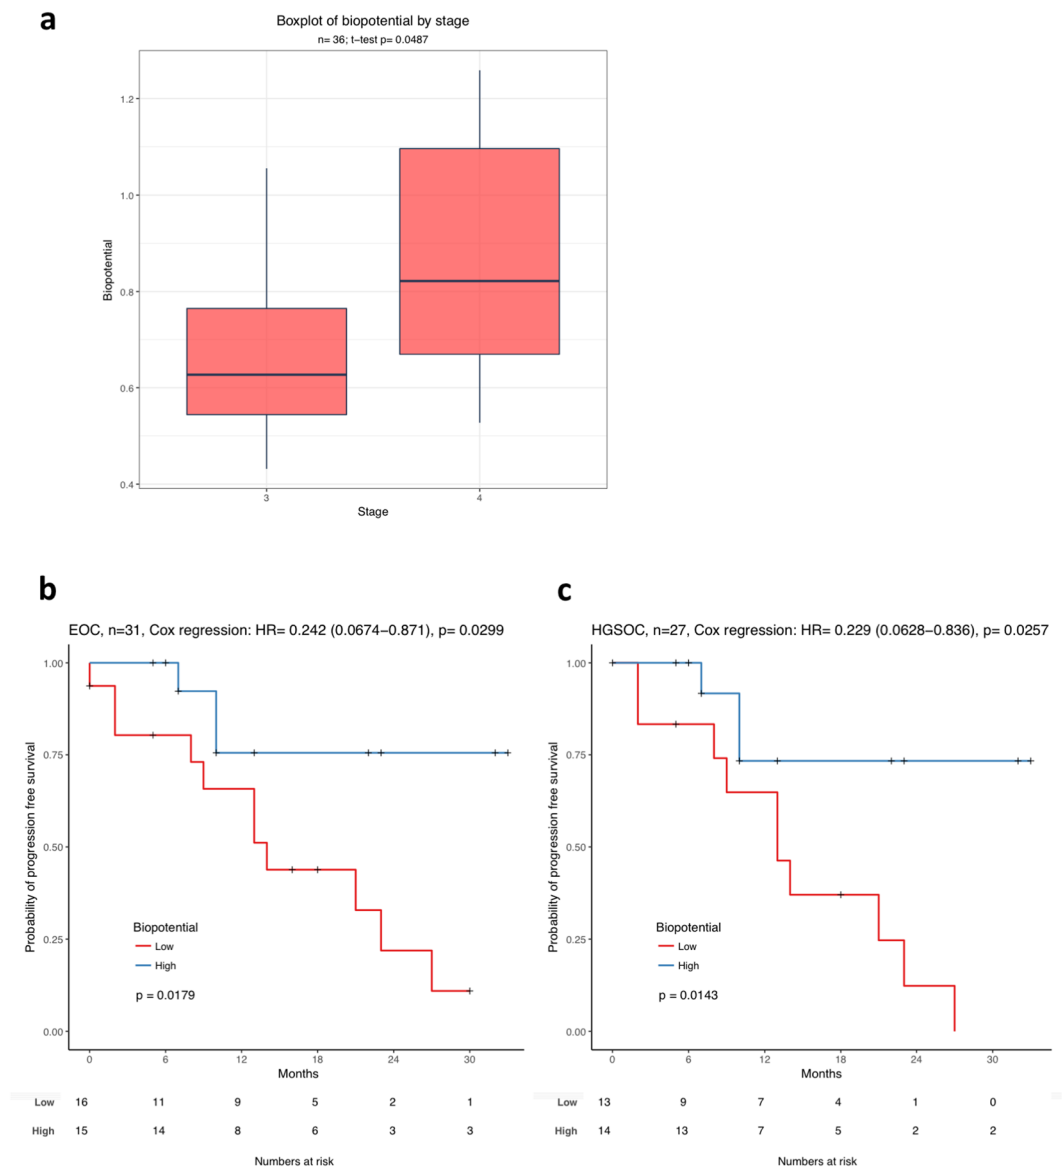 a
Boxplot of biopotential by stage
n= 36; t−test p= 0.0487
1.2
1.0
0.8
0.6
0.4
Biopotential
3 4
Stage
b
EOC, n=31, Cox regression: HR= 0.242 (0.0674−0.871), p= 0.0299
1.00
0.75
0.50
0.25
0.00
Probability of progression free survival
Biopotential
Low
High
p = 0.0179
0 6 12 18 24 30
Months
Low 16 11 9 5 2 1
High 15 14 8 6 3 3
Numbers at risk
c
HGSOC, n=27, Cox regression: HR= 0.229 (0.0628−0.836), p= 0.0257
1.00
0.75
0.50
0.25
0.00
Probability of progression free survival
Biopotential
Low
High
p = 0.0143
0 6 12 18 24 30
Months
Low 13 9 7 4 1 0
High 14 13 7 5 2 2
Numbers at risk